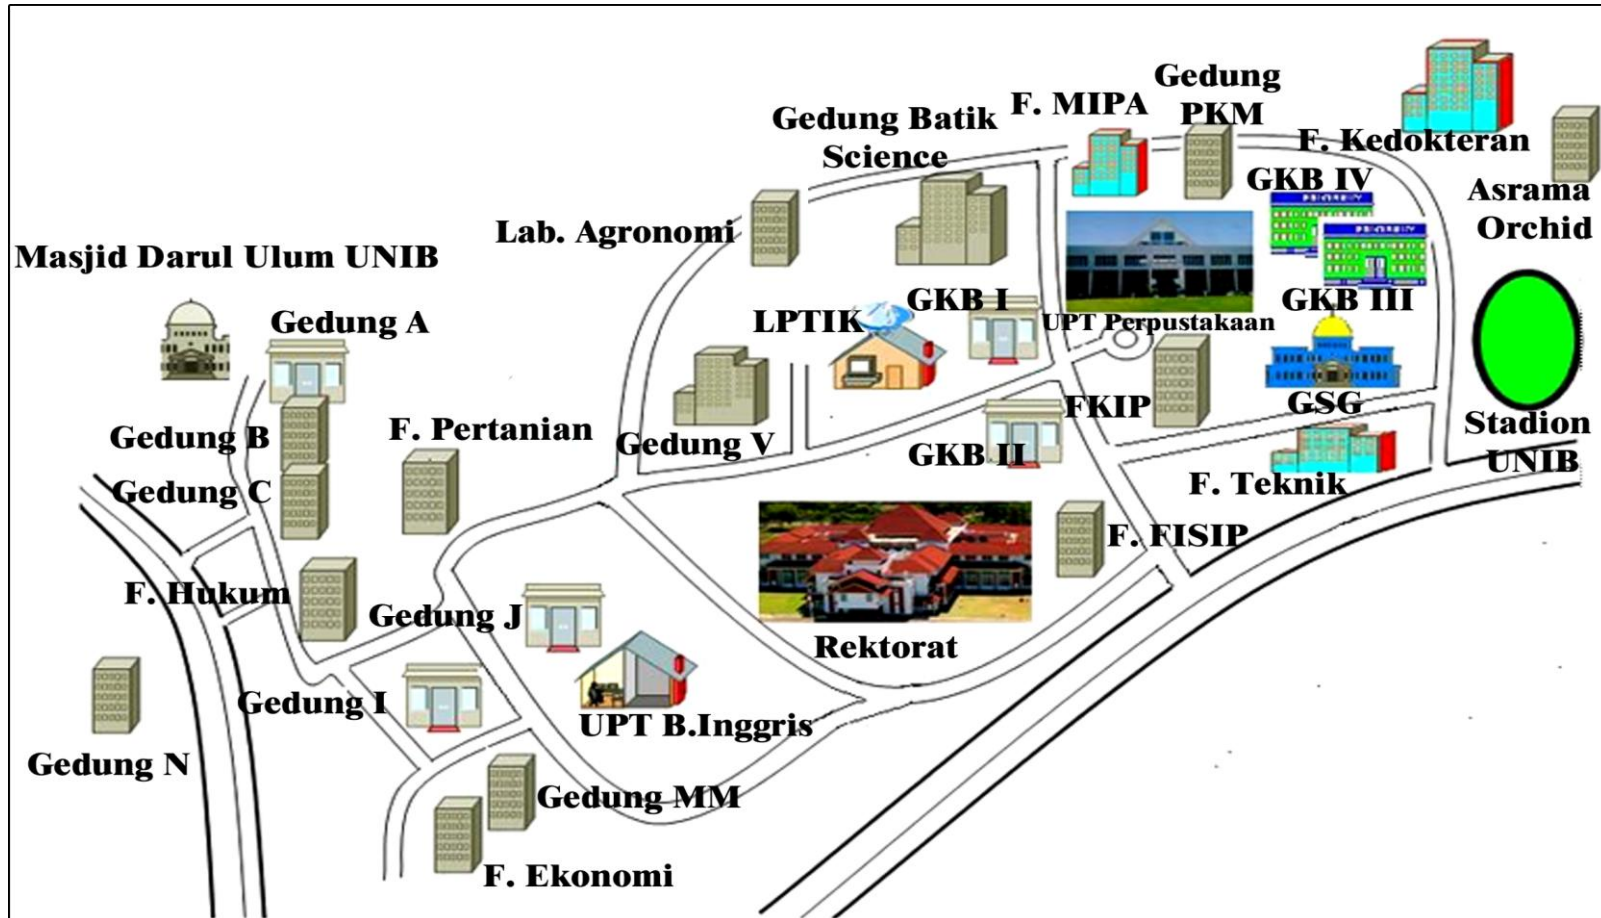 Gedung
PKM
F. MIPA
Gedung Batik
Science
F. Kedokteran
GKB IV
Asrama
Orchid
Lab. Agronomi
Masjid Darul Ulum UNIB
Gedung A
LPTIK
GKB I
GKB III
UPT Perpustakaan
GSG
FKIP
Stadion
UNIB
Gedung B
F. Pertanian
Gedung V
GKB II
Gedung C
F. Teknik
F. FISIP
F. Hukum
Gedung J
Rektorat
Gedung I
UPT B.Inggris
Gedung N
Gedung MM
F. Ekonomi